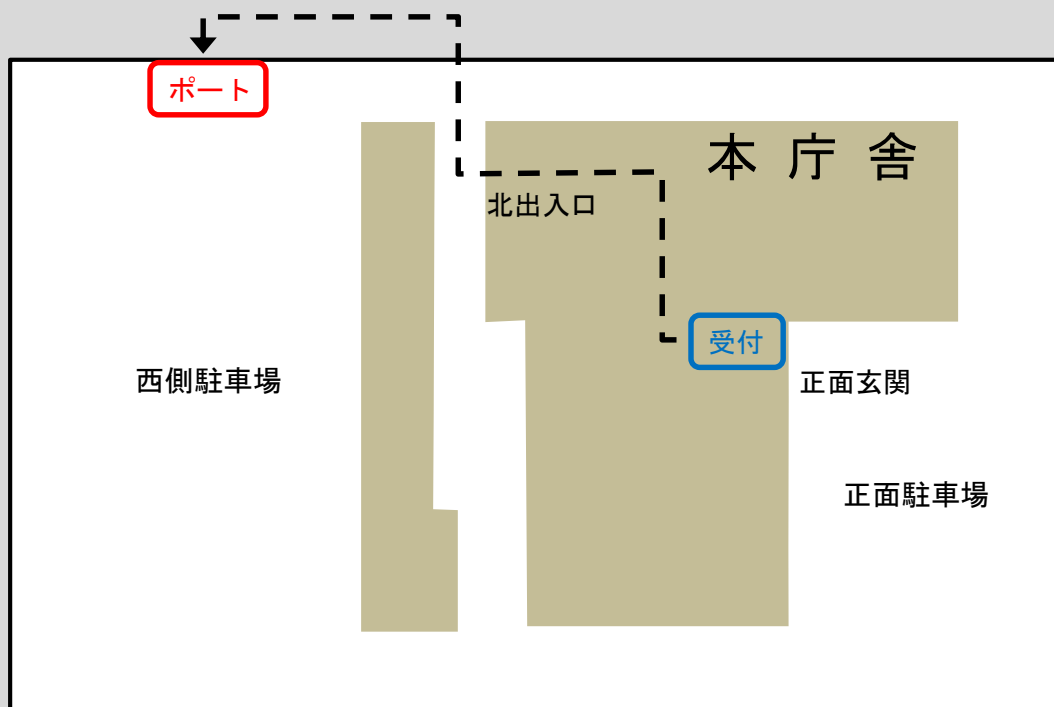 ポート
本庁舎
北出入口
受付
西側駐車場
正面玄関
正面駐車場